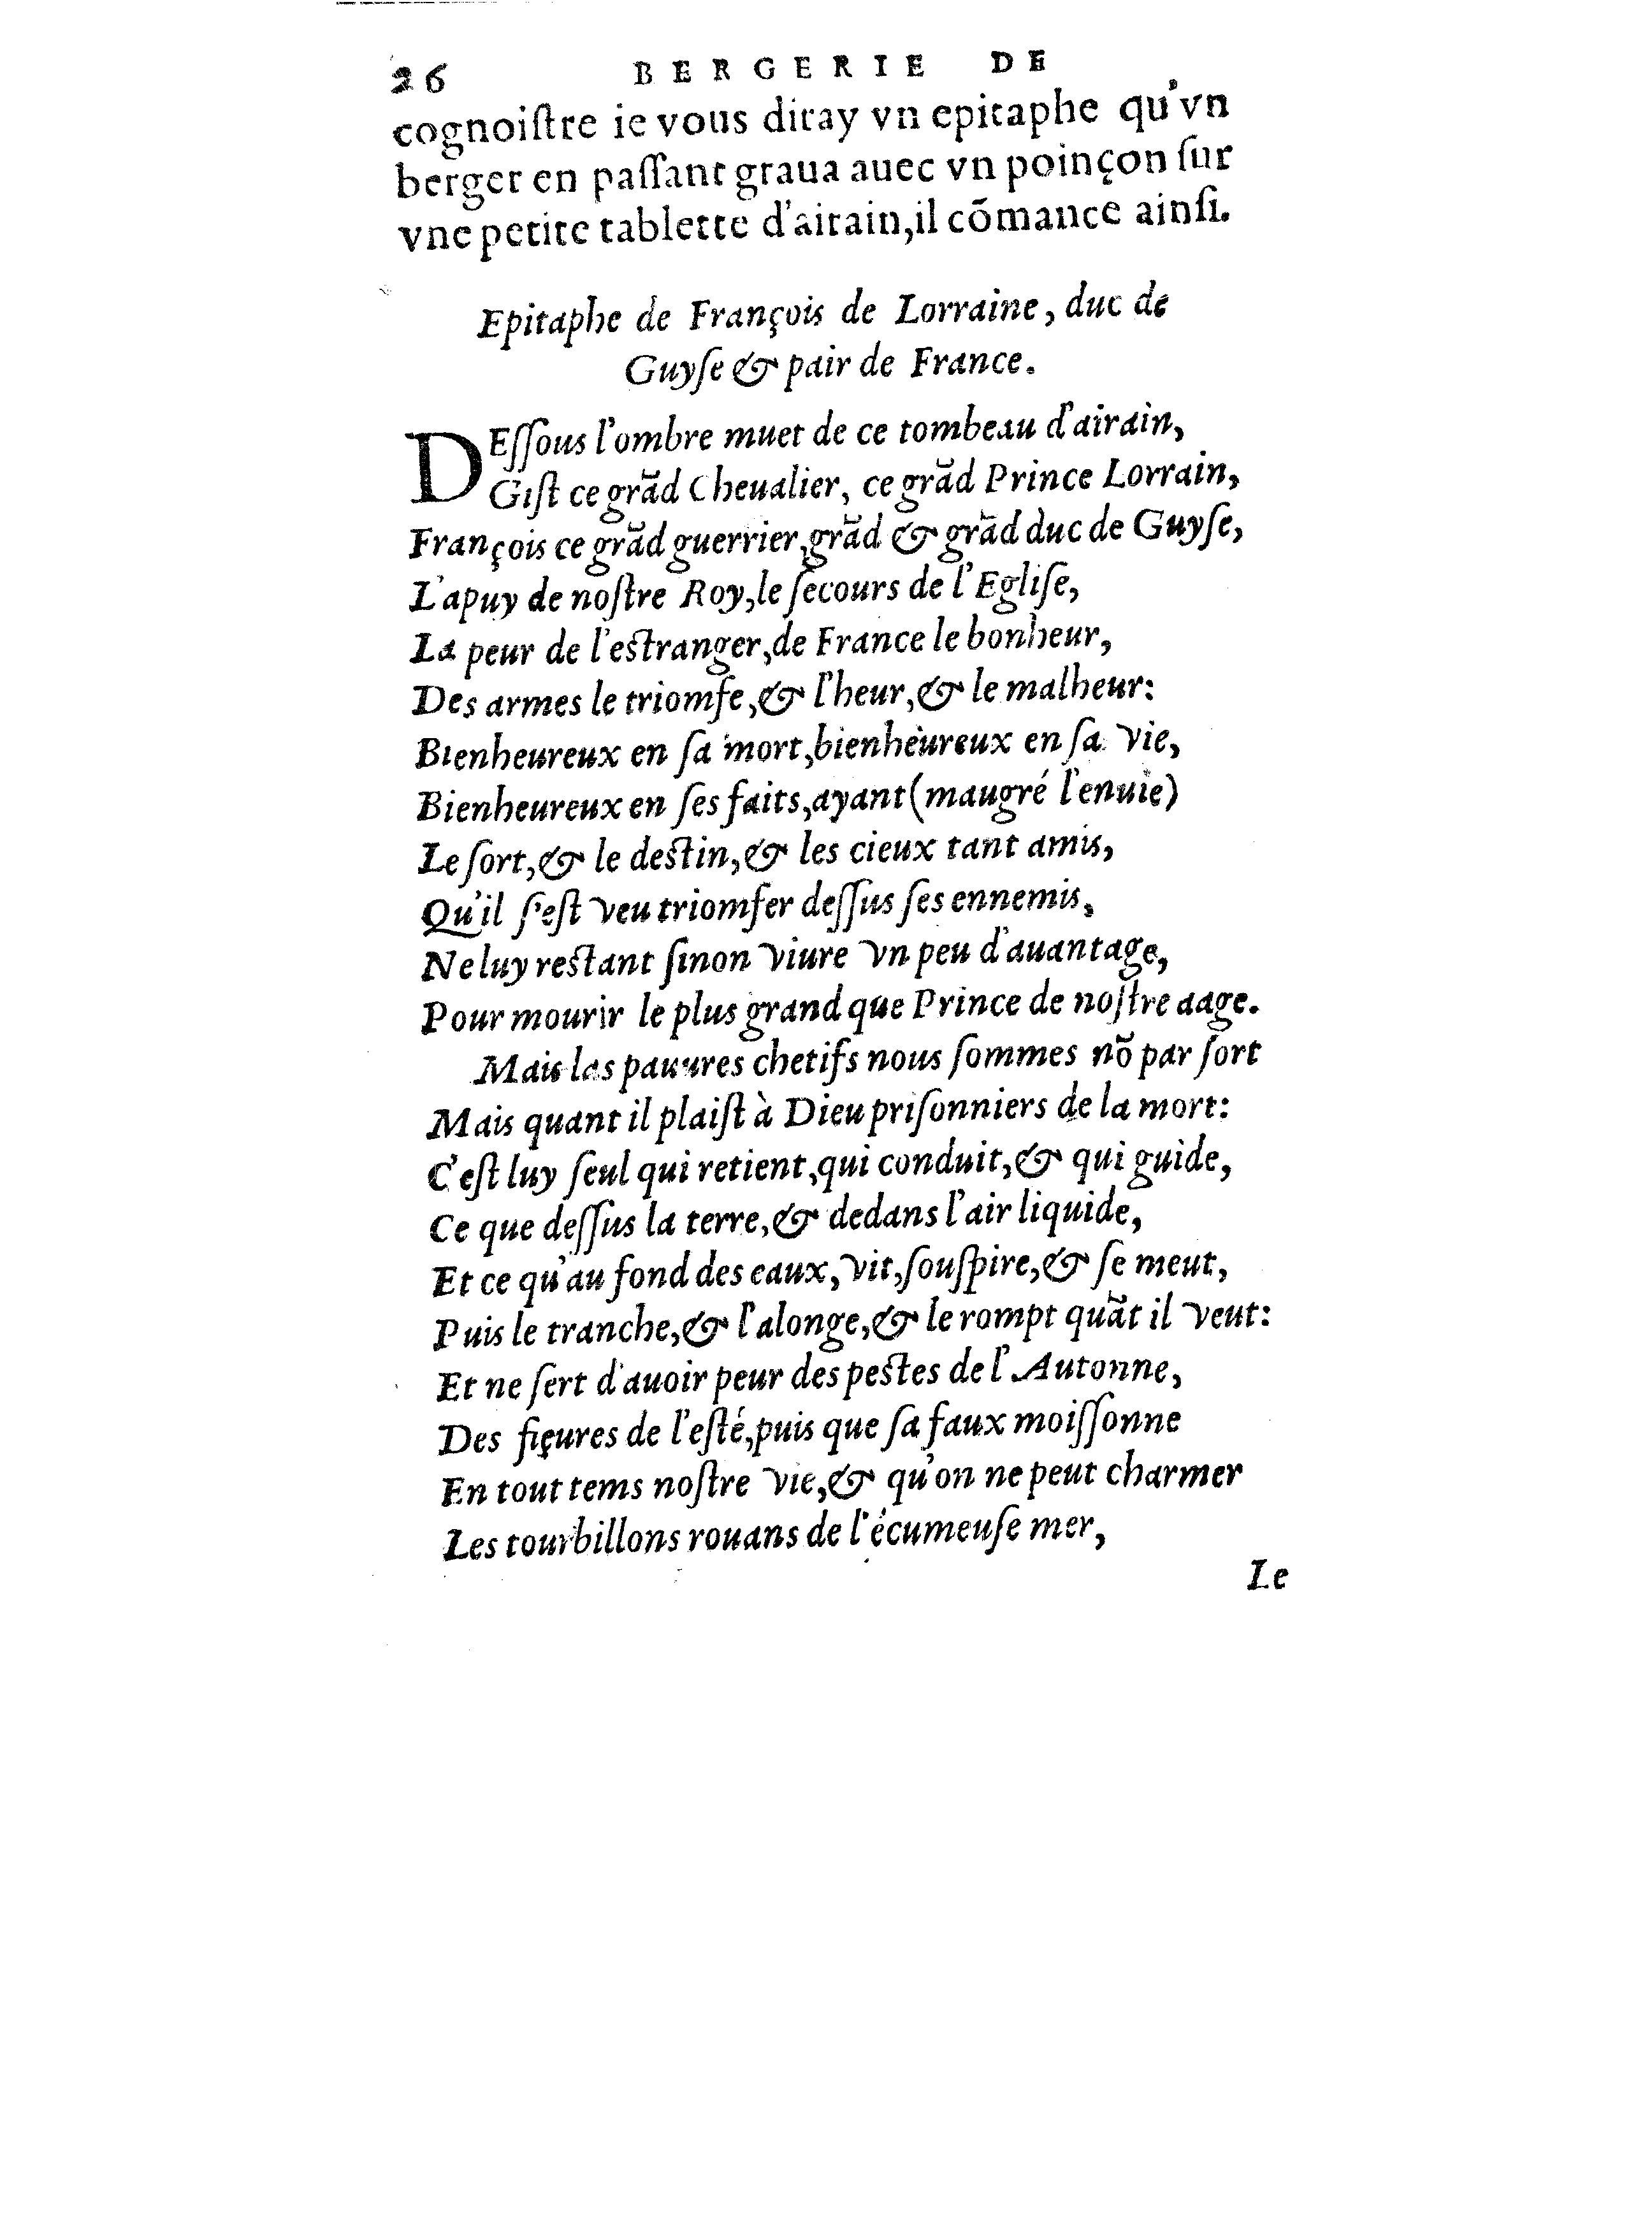 26 BERGERIE DE
cognoiſtre ie vous diray vn epitaphe qu'vn
berger en paſſant graua auec vn poinçon ſur
vne petite tablette d'airain,il cõmance ainſi.
Epitaphe de François de Lorraine, duc de
Guyſe & pair de France.
DEſſous l'ombre muet de ce tombeau d'airain,
Giſt ce grãd Cheualier, ce grãd Prince Lorrain,
François ce grãd guerrier,grãd & grãd duc de Guyſe,
L'apuy de noſtre Roy,le ſecours de l'Egliſe,
La peur de l'estranger,de France le bonheur,
Des armes le triomfe,& l'heur,& le malheur:
Bienheureux en ſa mort,bienheureux en ſa vie,
Bienheureux en ſes faits,ayant (maugré l'enuie)
Le ſort,& le destin,& les cieux tant amis,
Qu'il ſ'eſt veu triomfer deſſus ſes ennemis,
Ne luy restant ſinon viure vn peu d'auantage,
Pour mourir le plus grand que Prince de noſtre aage.
Mais las pauures chetifs nous ſommes nõ par ſort
Mais quant il plaiſt à Dieu priſonniers de la mort:
C'eſt luy ſeul qui retient,qui conduit,& qui guide,
Ce que deſſus la terre,& dedans l'air liquide,
Et ce qu'au fond des eaux,vit,ſouſpire,& ſe meut,
Puis le tranche,& l'alonge,& le rompt quãt il veut:
Et ne ſert d'auoir peur des pestes de l'Autonne,
Des fiçures de l'eſté,puis que ſa faux moiſſonne
En tout tems noſtre vie,& qu'on ne peut charmer
Les tourbillons rouans de l'écumeuſe mer,
Le